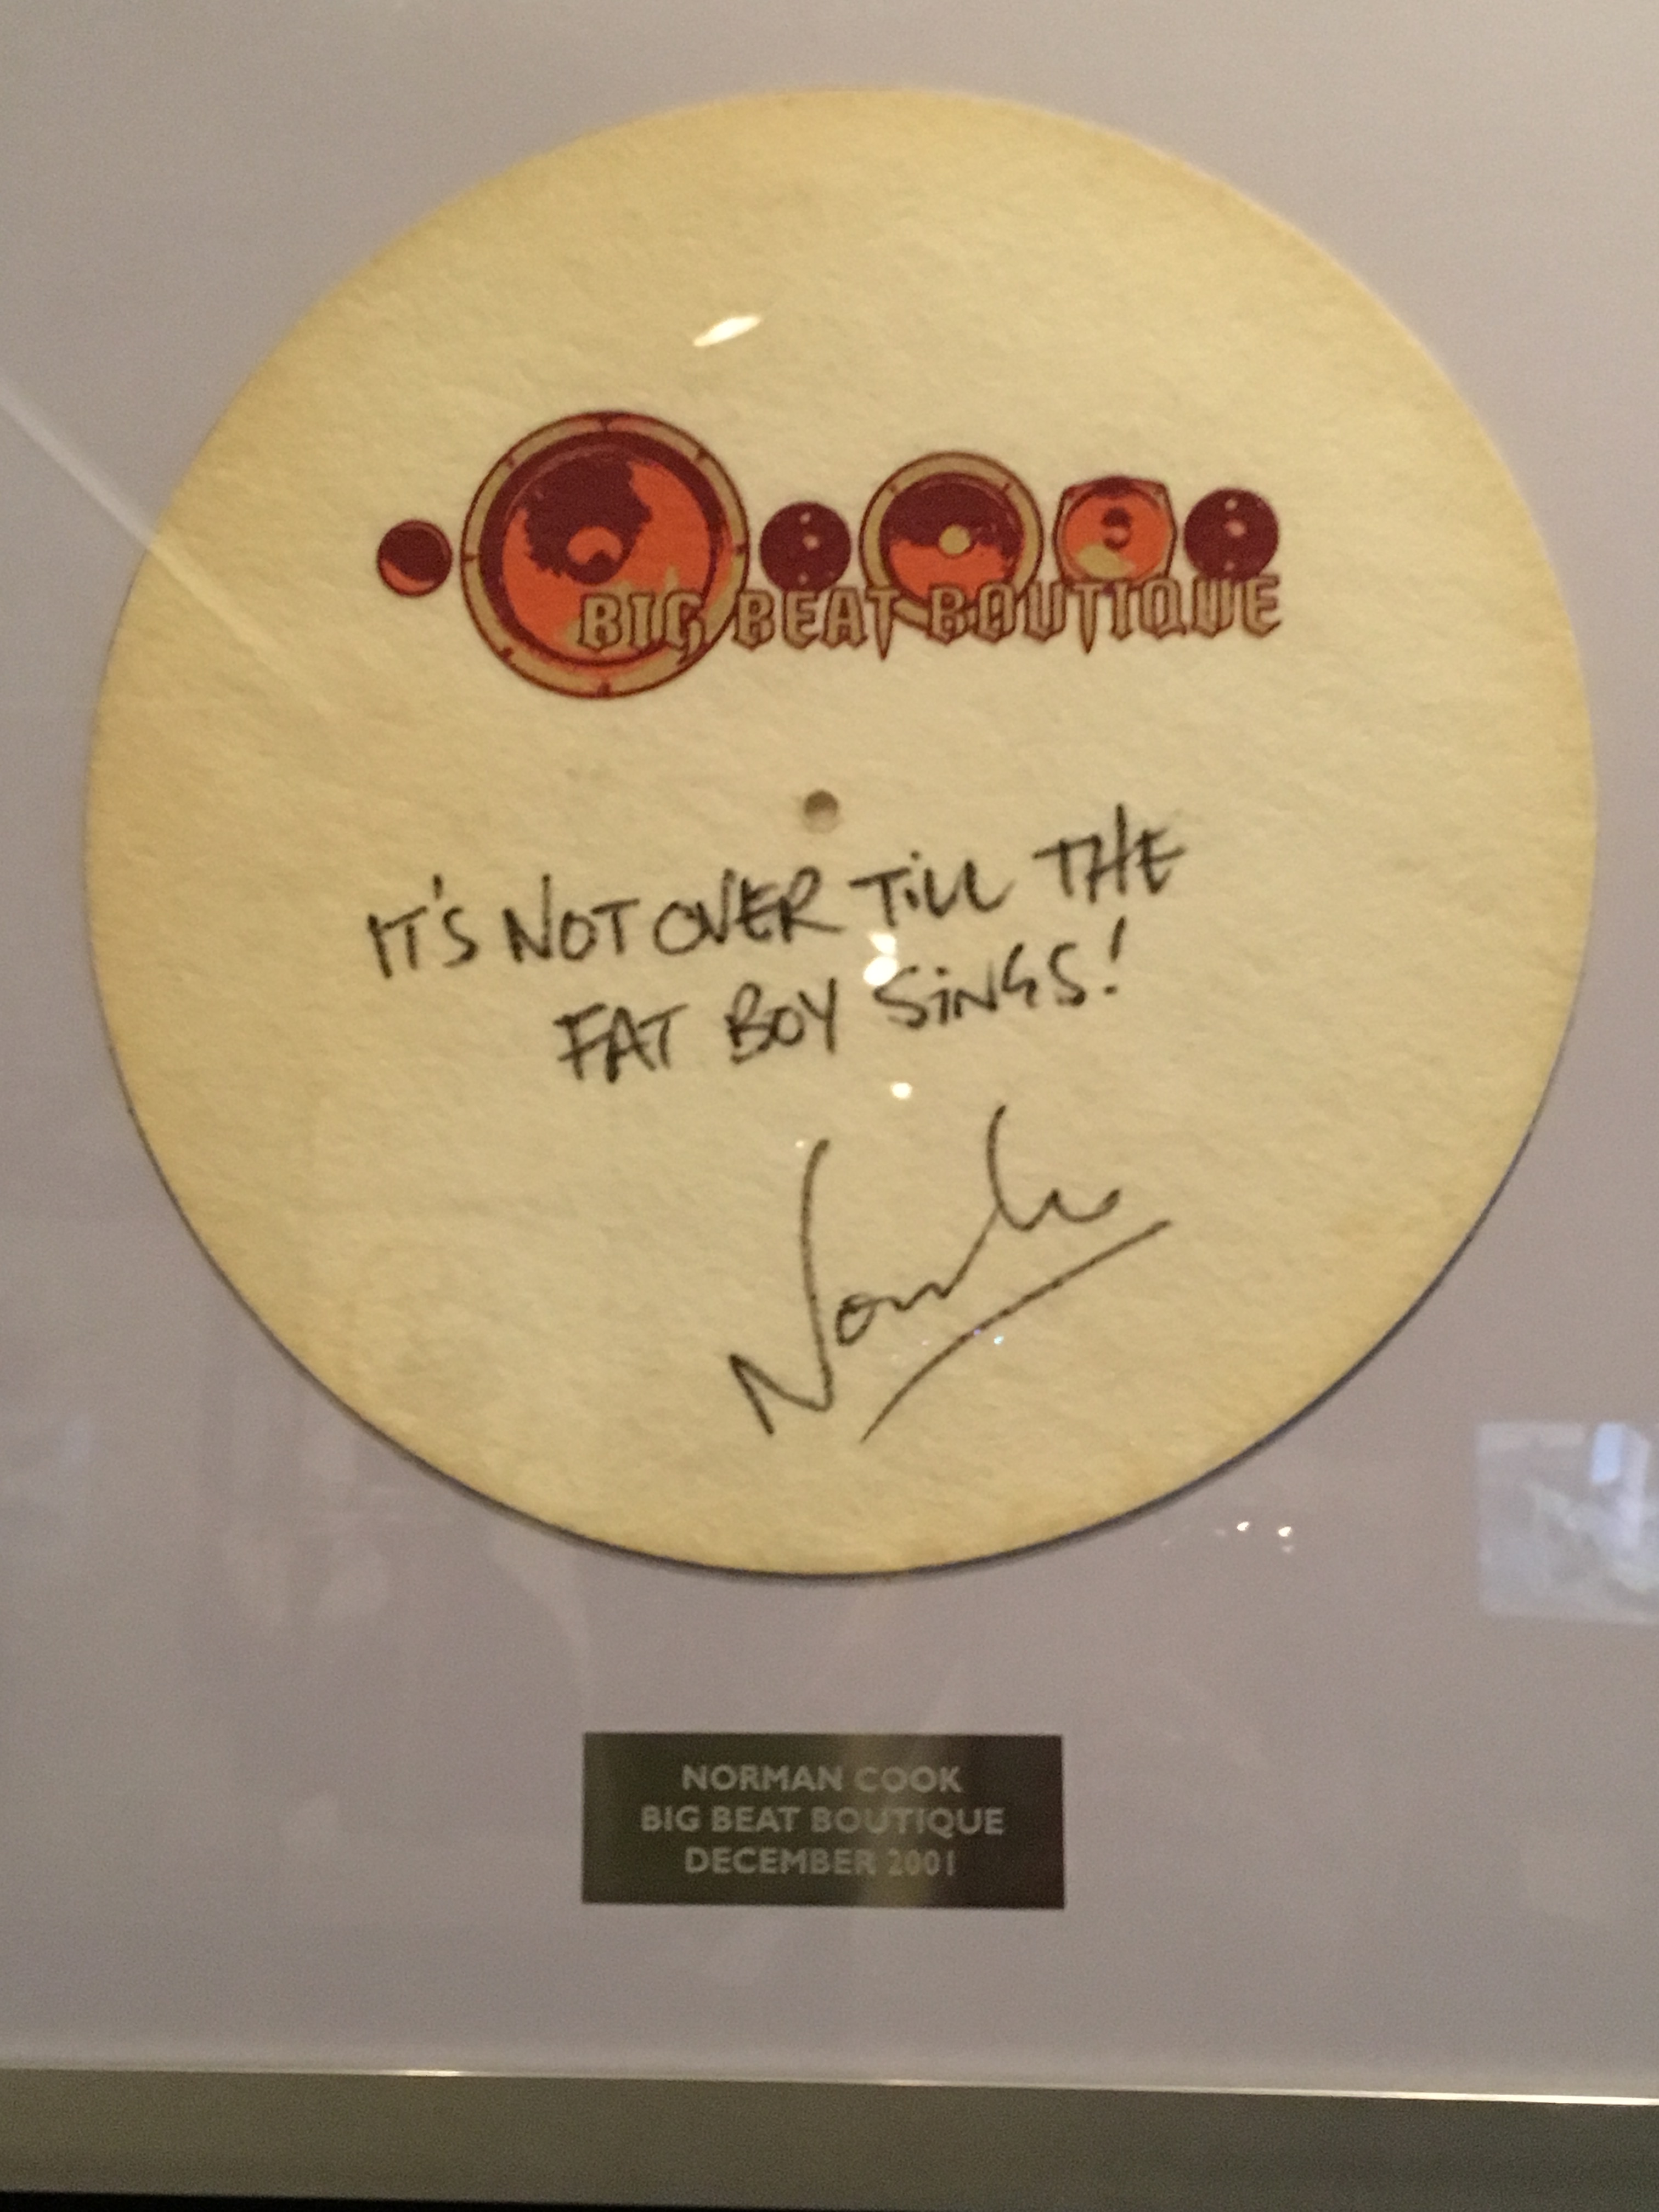 BIG BEAT BOUTIQUE
IT'S NOT OVER TiLL THE
FAT BOY SiNGS!
NORMAN COOK
BIG BEAT BOUTIQUE
DECEMBER 2001